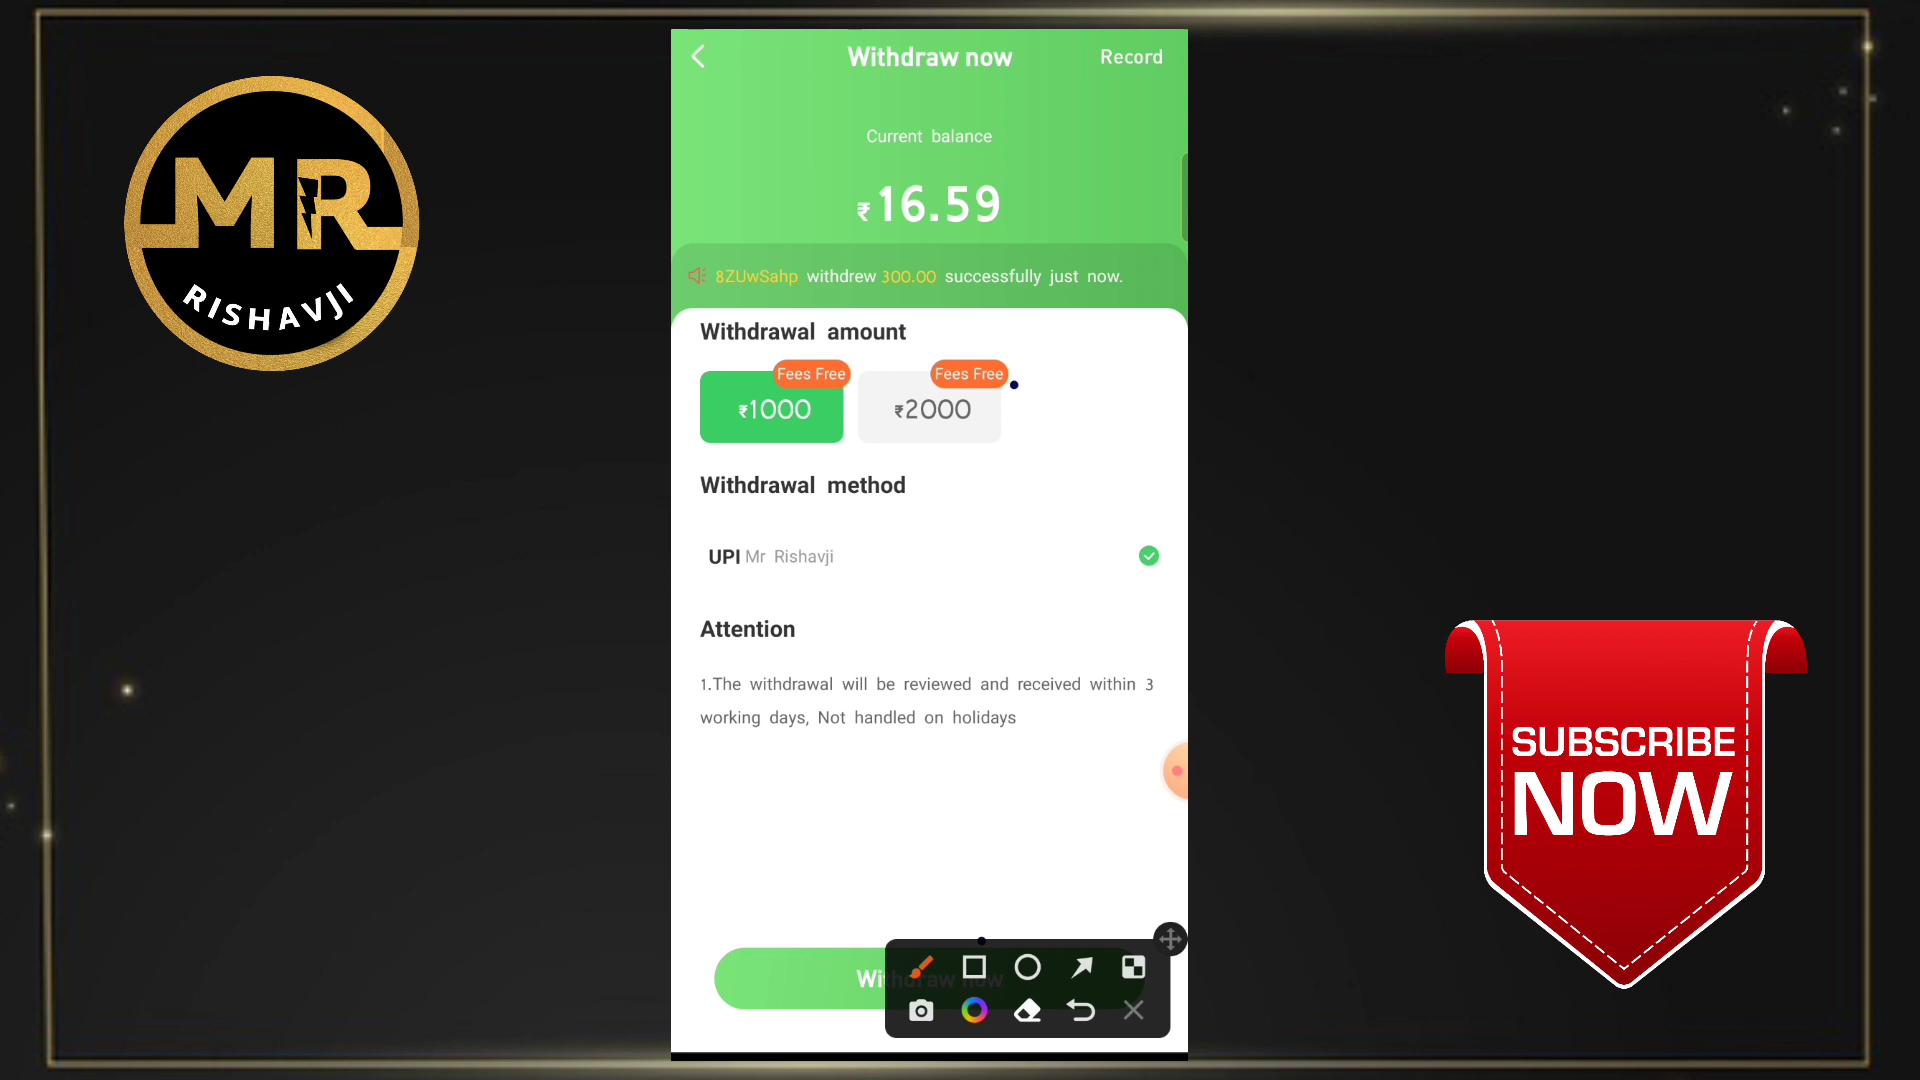 MR
RISHAVJI
Withdraw now
Record
Current balance
₹16.59
8ZUwSahp withdrew 300.00 successfully just now.
Withdrawal amount
Fees Free
Fees Free
₹1000
₹2000
Withdrawal method
UPI Mr Rishavji
Attention
1.The withdrawal will be reviewed and received within 3
working days, Not handled on holidays
Withdraw now
SUBSCRIBE
NOW